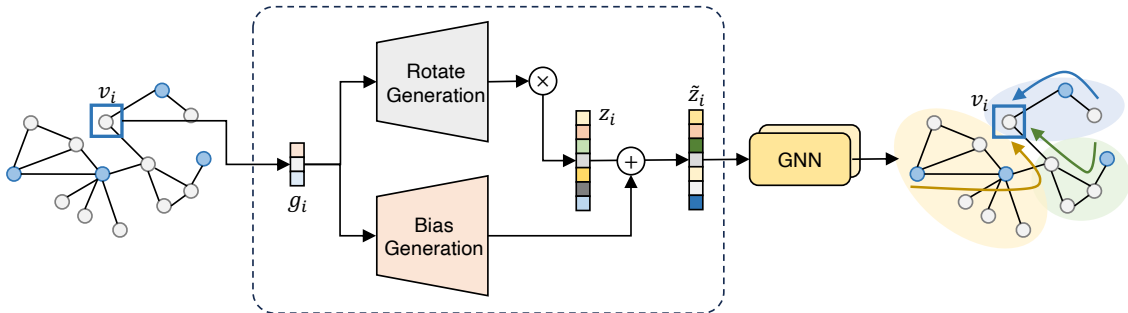 v_i
g_i
Rotate
Generation
×
Bias
Generation
z_i
+
z̃_i
GNN
v_i